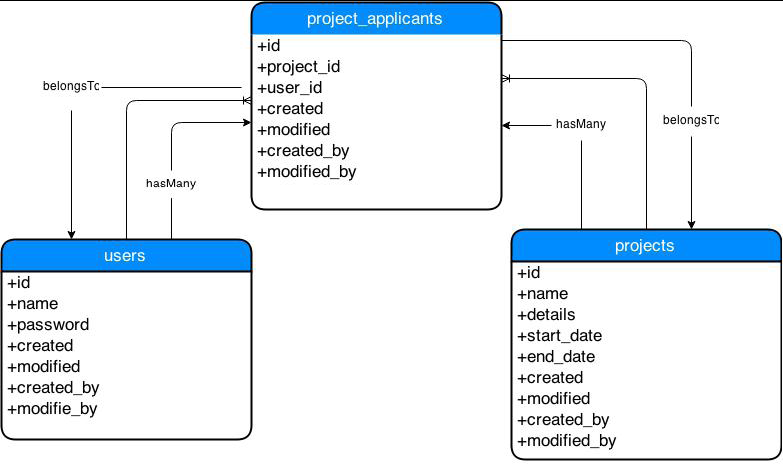 project_applicants
+id
+project_id
+user_id
+created
+modified
+created_by
+modified_by
belongsTo
hasMany
hasMany
belongsTo
users
+id
+name
+password
+created
+modified
+created_by
+modifie_by
projects
+id
+name
+details
+start_date
+end_date
+created
+modified
+created_by
+modified_by